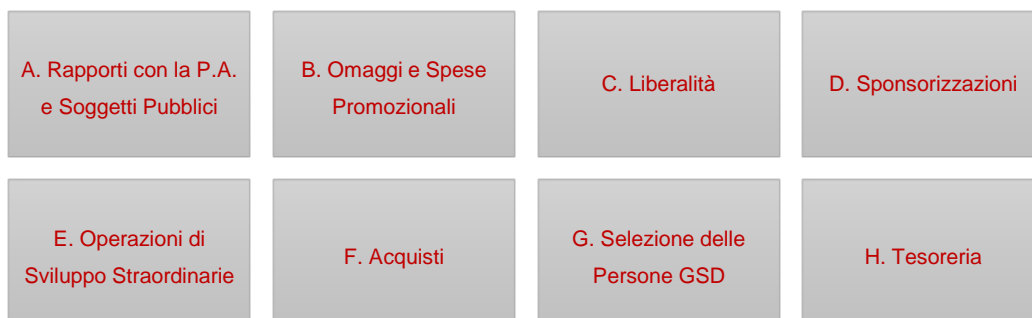 A. Rapporti con la P.A.
e Soggetti Pubblici
B. Omaggi e Spese
Promozionali
C. Liberalità
D. Sponsorizzazioni
E. Operazioni di
Sviluppo Straordinarie
F. Acquisti
G. Selezione delle
Persone GSD
H. Tesoreria